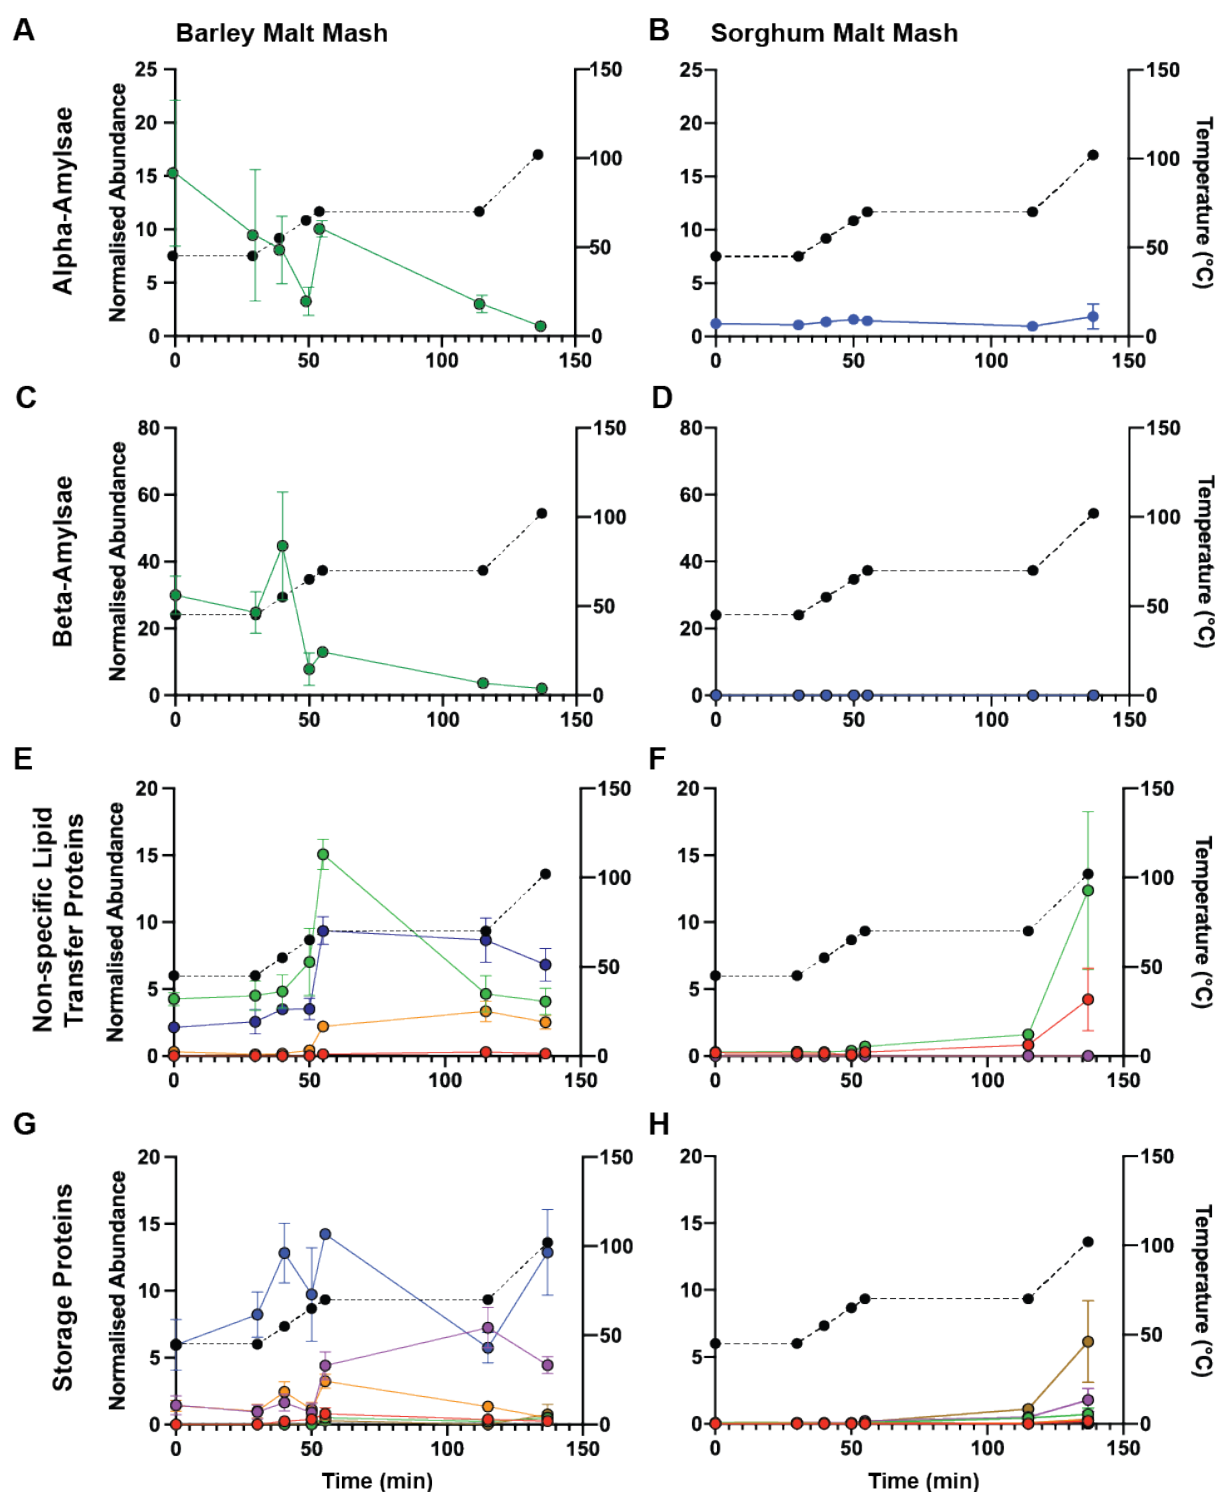 A Barley Malt Mash
B Sorghum Malt Mash
Alpha-Amylsae
Normalised Abundance
25
20
15
10
5
0
0 50 100 150
150
100
50
0
25
20
15
10
5
0
0 50 100 150
150
100
50
0
Temperature (°C)
C
D
Beta-Amylsae
Normalised Abundance
80
60
40
20
0
0 50 100 150
150
100
50
0
80
60
40
20
0
0 50 100 150
150
100
50
0
Temperature (°C)
E
F
Non-specific Lipid
Transfer Proteins
Normalised Abundance
20
15
10
5
0
0 50 100 150
150
100
50
0
20
15
10
5
0
0 50 100 150
150
100
50
0
Temperature (°C)
G
H
Storage Proteins
Normalised Abundance
20
15
10
5
0
0 50 100 150
150
100
50
0
Time (min)
20
15
10
5
0
0 50 100 150
150
100
50
0
Temperature (°C)
Time (min)